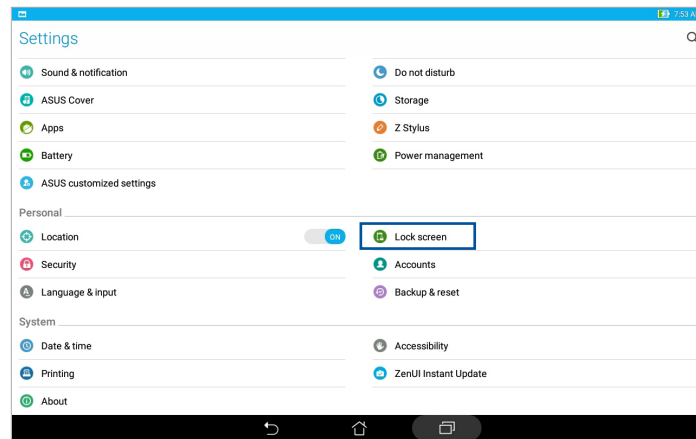 7:53 A
Settings
Sound & notification
Do not disturb
ASUS Cover
Storage
Apps
Z Stylus
Battery
Power management
ASUS customized settings
Personal
Location
ON
Lock screen
Security
Accounts
A
Language & input
Backup & reset
System
Date & time
Accessibility
Printing
ZenUI Instant Update
About